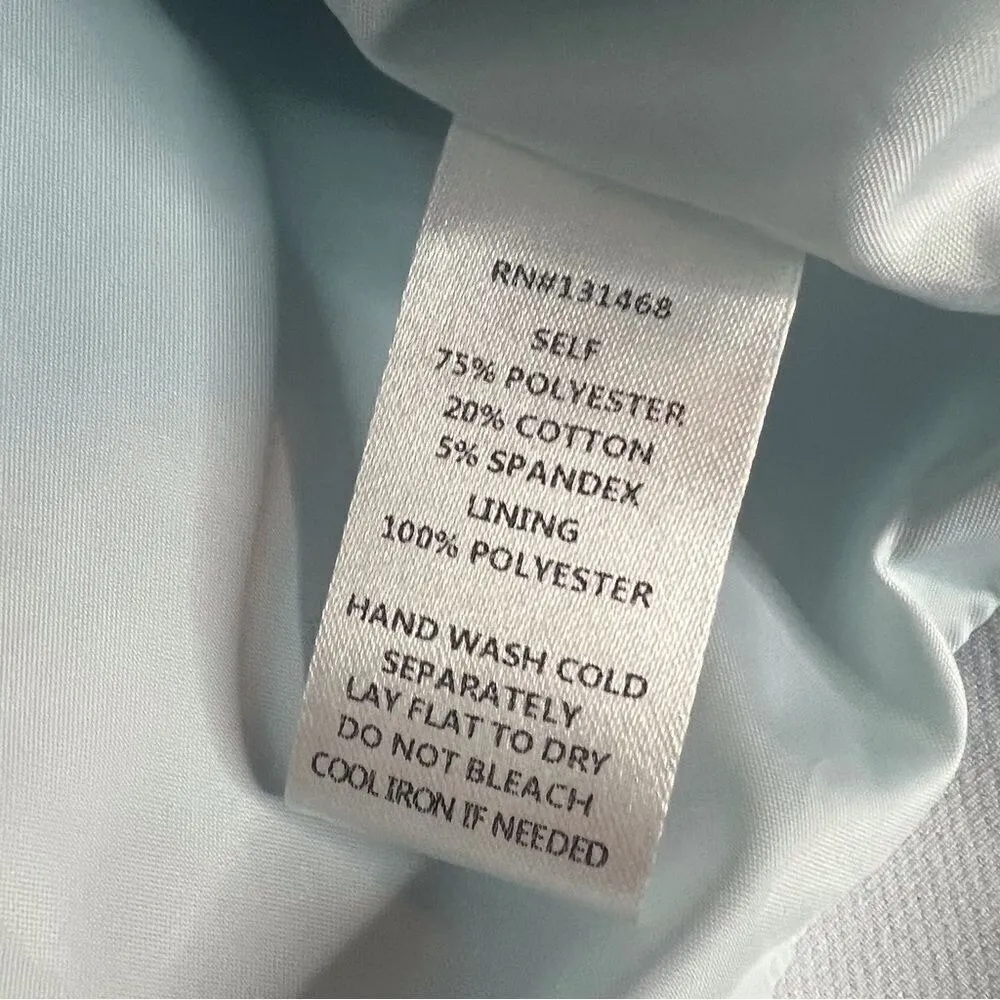 RN#131468
SELF
75% POLYESTER
20% COTTON
5% SPANDEX
LINING
100% POLYESTER
HAND WASH COLD
SEPARATELY
LAY FLAT TO DRY
DO NOT BLEACH
COOL IRON IF NEEDED